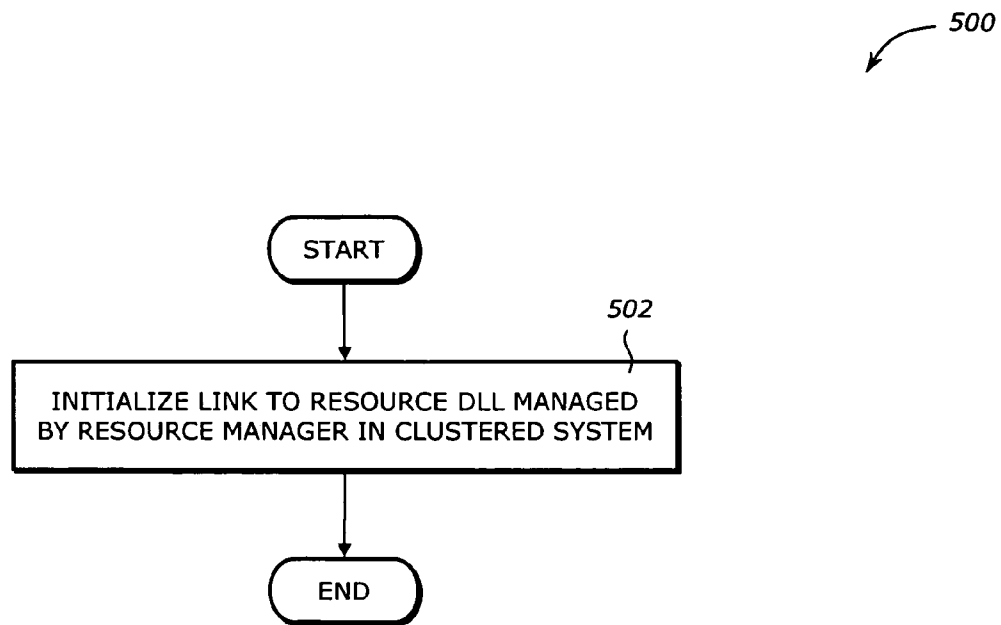 500
START
502
INITIALIZE LINK TO RESOURCE DLL MANAGED
BY RESOURCE MANAGER IN CLUSTERED SYSTEM
END